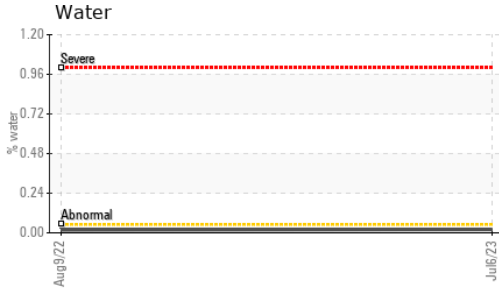 Water
1.20
Severe
0.96
0.72
% water
0.48
0.24
Abnormal
0.00
Aug9/22
Jul6/23